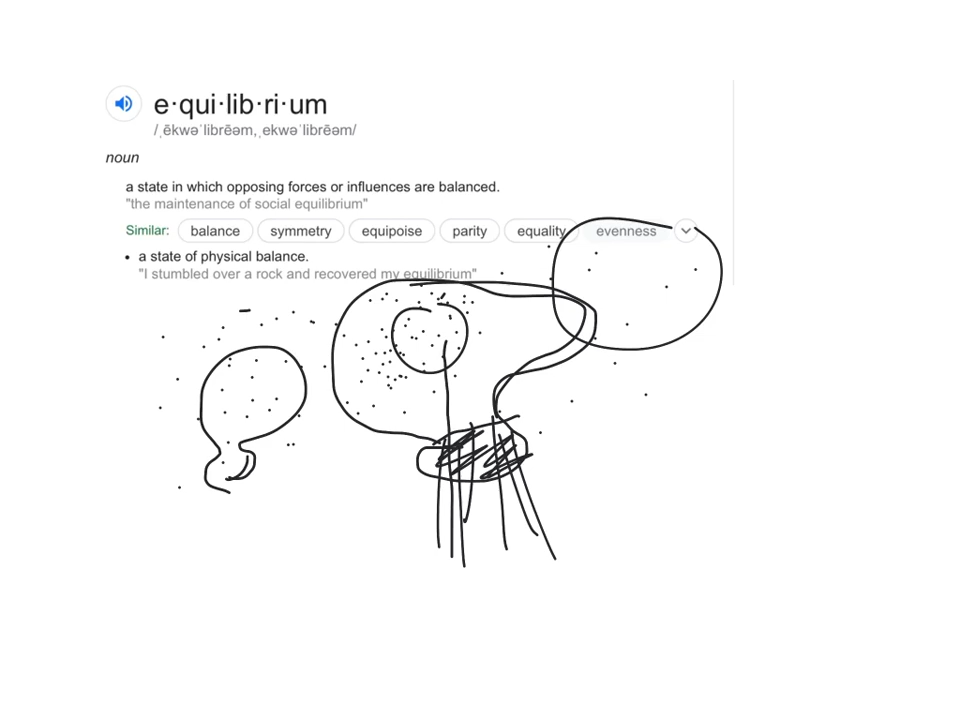 e·qui·lib·ri·um
/ˌēkwəˈlibrēəm,ˌekwəˈlibrēəm/
noun
a state in which opposing forces or influences are balanced.
"the maintenance of social equilibrium"
Similar: balance symmetry equipoise parity equality evenness
• a state of physical balance.
"I stumbled over a rock and recovered my equilibrium"